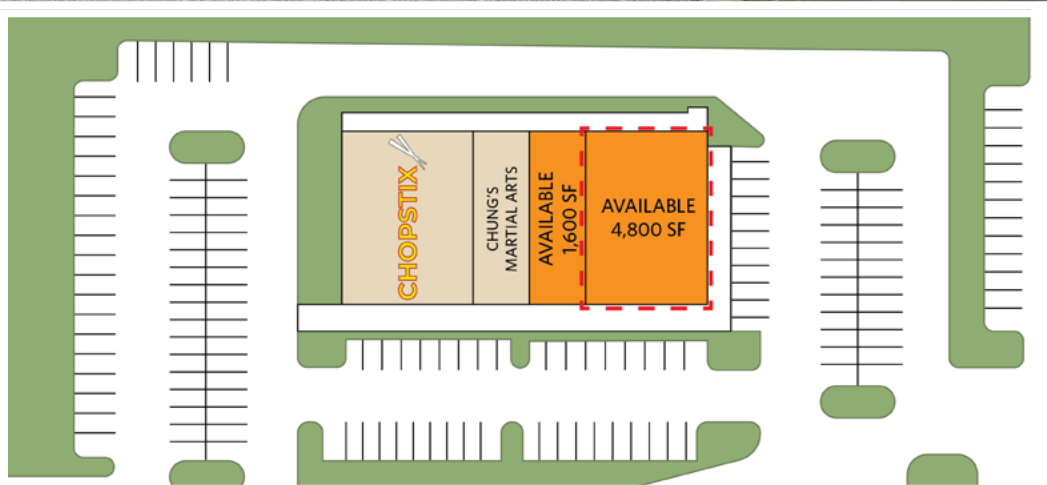 CHOPSTIX
CHUNG'S
MARTIAL ARTS
AVAILABLE
1,600 SF
AVAILABLE
4,800 SF